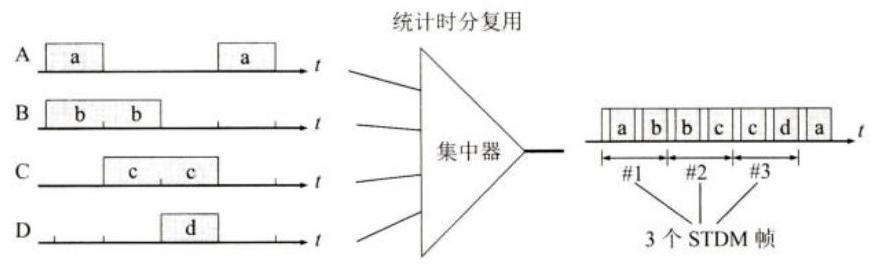 统计时分复用
A a a t
B b b t
C c c t
D d t
集中器
a b b c c d a t
#1 #2 #3
3 个 STDM 帧